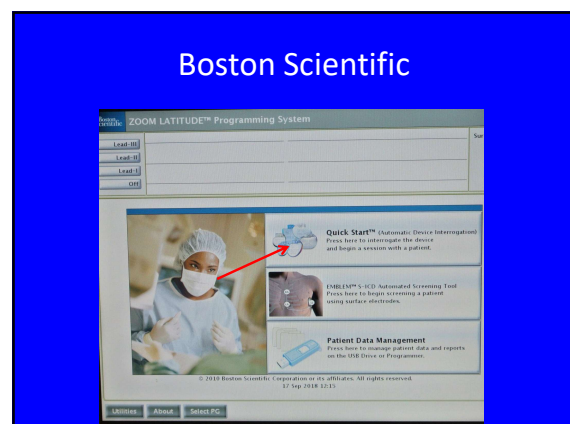 Boston Scientific
Boston Scientific
ZOOM LATITUDE™ Programming System
Lead-III
Lead-II
Lead-I
Off
Sur
Quick Start™ (Automatic Device Interrogation)
Press here to interrogate the device
and begin a session with a patient.
EMBLEM™ S-ICD Automated Screening Tool
Press here to begin screening a patient
using surface electrodes.
Patient Data Management
Press here to manage patient data and reports
on the USB Drive or Programmer.
© 2010 Boston Scientific Corporation or its affiliates. All rights reserved.
17 Sep 2018 12:15
Utilities
About
Select PG